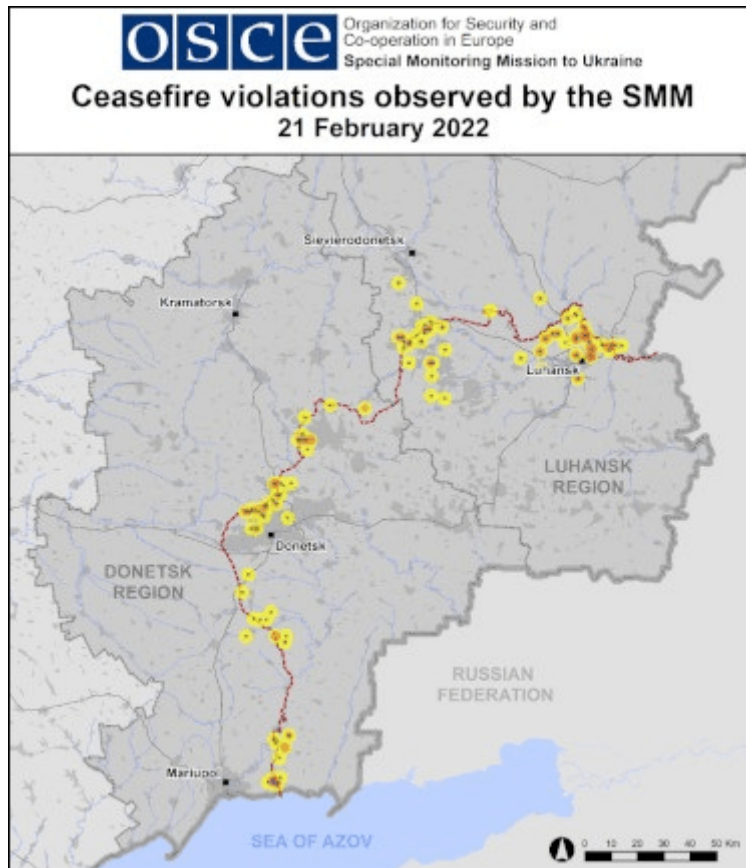 osce
Organization for Security and
Co-operation in Europe
Special Monitoring Mission to Ukraine
Ceasefire violations observed by the SMM
21 February 2022
Sievierodonetsk
Kramatorsk
Luhansk
LUHANSK
REGION
Donetsk
DONETSK
REGION
RUSSIAN
FEDERATION
Mariupol
SEA OF AZOV
0 10 20 30 40 50 Km